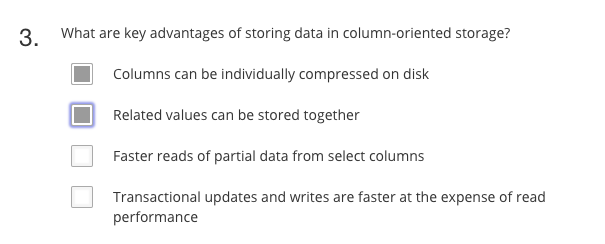 3. What are key advantages of storing data in column-oriented storage?
Columns can be individually compressed on disk
Related values can be stored together
Faster reads of partial data from select columns
Transactional updates and writes are faster at the expense of read
performance